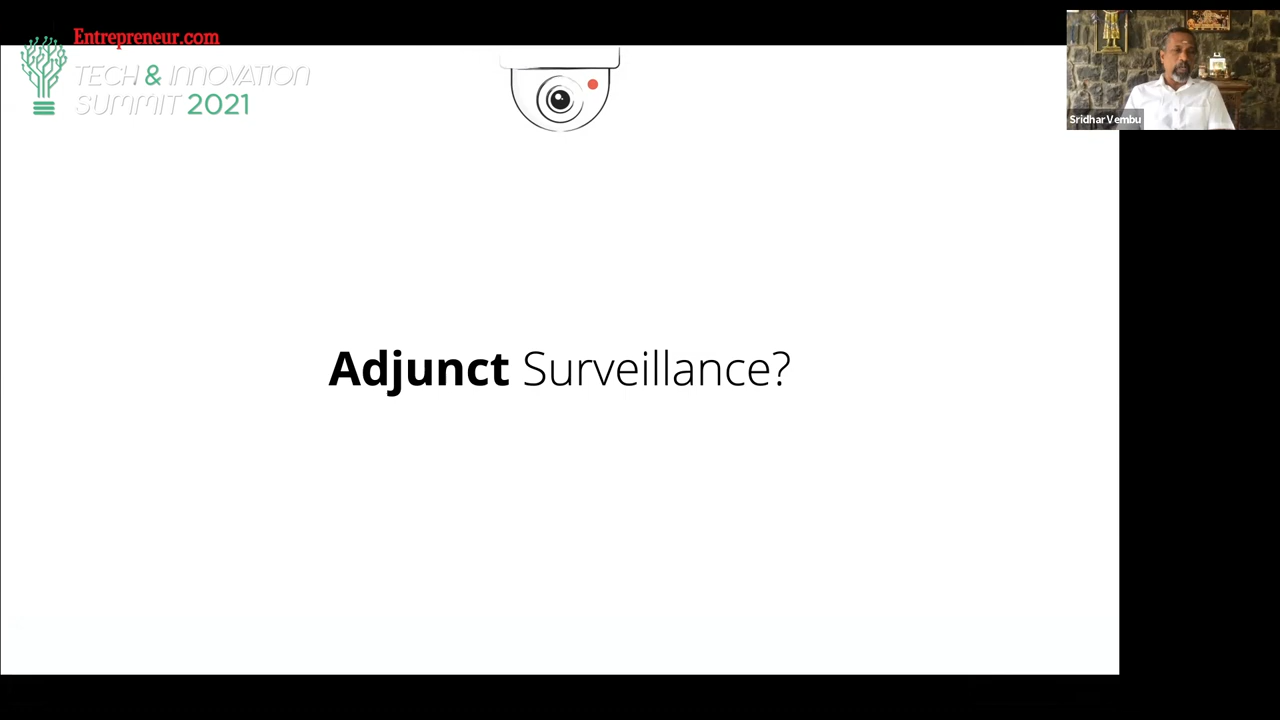 Entrepreneur.com
TECH & INNOVATION
SUMMIT 2021
Sridhar Vembu
Adjunct Surveillance?